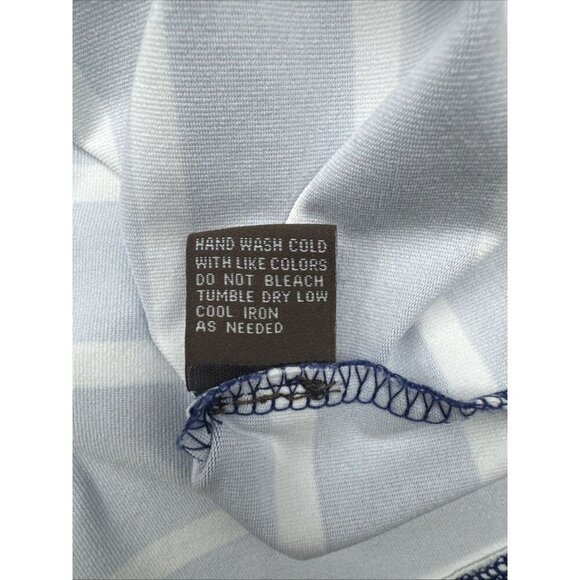 HAND WASH COLD
WITH LIKE COLORS
DO NOT BLEACH
TUMBLE DRY LOW
COOL IRON
AS NEEDED